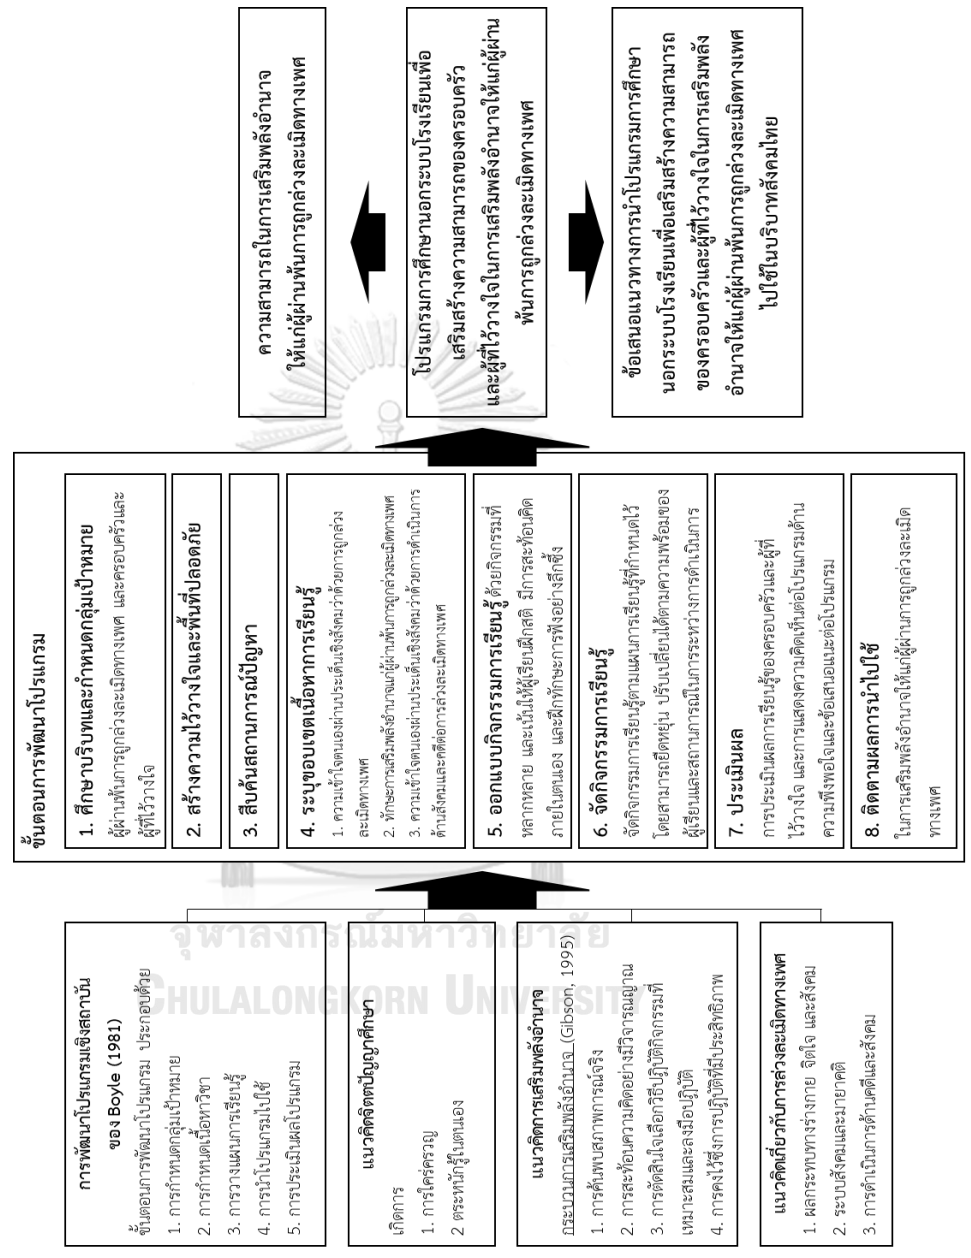 การพัฒนาโปรแกรมเชิงสถาบัน
ของ Boyle (1981)
ขั้นตอนการพัฒนาโปรแกรม ประกอบด้วย
1. การกำหนดกลุ่มเป้าหมาย
2. การกำหนดเนื้อหาวิชา
3. การวางแผนการเรียนรู้
4. การนำโปรแกรมไปใช้
5. การประเมินผลโปรแกรม
แนวคิดจิตตปัญญาศึกษา
เกิดการ
1. การใคร่ครวญ
2 ตระหนักรู้ในตนเอง
แนวคิดการเสริมพลังอำนาจ
กระบวนการเสริมพลังอำนาจ (Gibson, 1995)
1. การค้นพบสภาพการณ์จริง
2. การสะท้อนความคิดอย่างมีวิจารณญาณ
3. การตัดสินใจเลือกวิธีปฏิบัติกิจกรรมที่
เหมาะสมและลงมือปฏิบัติ
4. การคงไว้ซึ่งการปฏิบัติที่มีประสิทธิภาพ
แนวคิดเกี่ยวกับการล่วงละเมิดทางเพศ
1. ผลกระทบทางร่างกาย จิตใจ และสังคม
2. ระบบสังคมและมายาคติ
3. การดำเนินการด้านคดีและสังคม
ขั้นตอนการพัฒนาโปรแกรม
1. ศึกษาบริบทและกำหนดกลุ่มเป้าหมาย
ผู้ผ่านพ้นการถูกล่วงละเมิดทางเพศ และครอบครัวและ
ผู้ที่ไว้วางใจ
2. สร้างความไว้วางใจและพื้นที่ปลอดภัย
3. สืบค้นสถานการณ์ปัญหา
4. ระบุขอบเขตเนื้อหาการเรียนรู้
1. ความเข้าใจตนเองผ่านประเด็นเชิงสังคมว่าด้วยการถูกล่วง
ละเมิดทางเพศ
2. ทักษะการเสริมพลังอำนาจแก่ผู้ผ่านพ้นการถูกล่วงละเมิดทางเพศ
3. ความเข้าใจตนเองผ่านประเด็นเชิงสังคมว่าด้วยการดำเนินการ
ด้านสังคมและคดีต่อการล่วงละเมิดทางเพศ
5. ออกแบบกิจกรรมการเรียนรู้ ด้วยกิจกรรมที่
หลากหลาย และเน้นให้ผู้เรียนฝึกสติ มีการสะท้อนคิด
ภายในตนเอง และฝึกทักษะการฟังอย่างลึกซึ้ง
6. จัดกิจกรรมการเรียนรู้
จัดกิจกรรมการเรียนรู้ตามแผนการเรียนรู้ที่กำหนดไว้
โดยสามารถยืดหยุ่น ปรับเปลี่ยนได้ตามความพร้อมของ
ผู้เรียนและสถานการณ์ในการระหว่างการดำเนินการ
7. ประเมินผล
การประเมินผลการเรียนรู้ของครอบครัวและผู้ที่
ไว้วางใจ และการแสดงความคิดเห็นต่อโปรแกรมด้าน
ความพึงพอใจและข้อเสนอแนะต่อโปรแกรม
8. ติดตามผลการนำไปใช้
ในการเสริมพลังอำนาจให้แก่ผู้ผ่านการถูกล่วงละเมิด
ทางเพศ
ความสามารถในการเสริมพลังอำนาจ
ให้แก่ผู้ผ่านพ้นการถูกล่วงละเมิดทางเพศ
โปรแกรมการศึกษานอกระบบโรงเรียนเพื่อ
เสริมสร้างความสามารถของครอบครัว
และผู้ที่ไว้วางใจในการเสริมพลังอำนาจให้แก่ผู้ผ่าน
พ้นการถูกล่วงละเมิดทางเพศ
ข้อเสนอแนวทางการนำโปรแกรมการศึกษา
นอกระบบโรงเรียนเพื่อเสริมสร้างความสามารถ
ของครอบครัวและผู้ที่ไว้วางใจในการเสริมพลัง
อำนาจให้แก่ผู้ผ่านพ้นการถูกล่วงละเมิดทางเพศ
ไปใช้ในบริบาทสังคมไทย
จุฬาลงกรณ์มหาวิทยาลัย
CHULALONGKORN UNIVERSITY